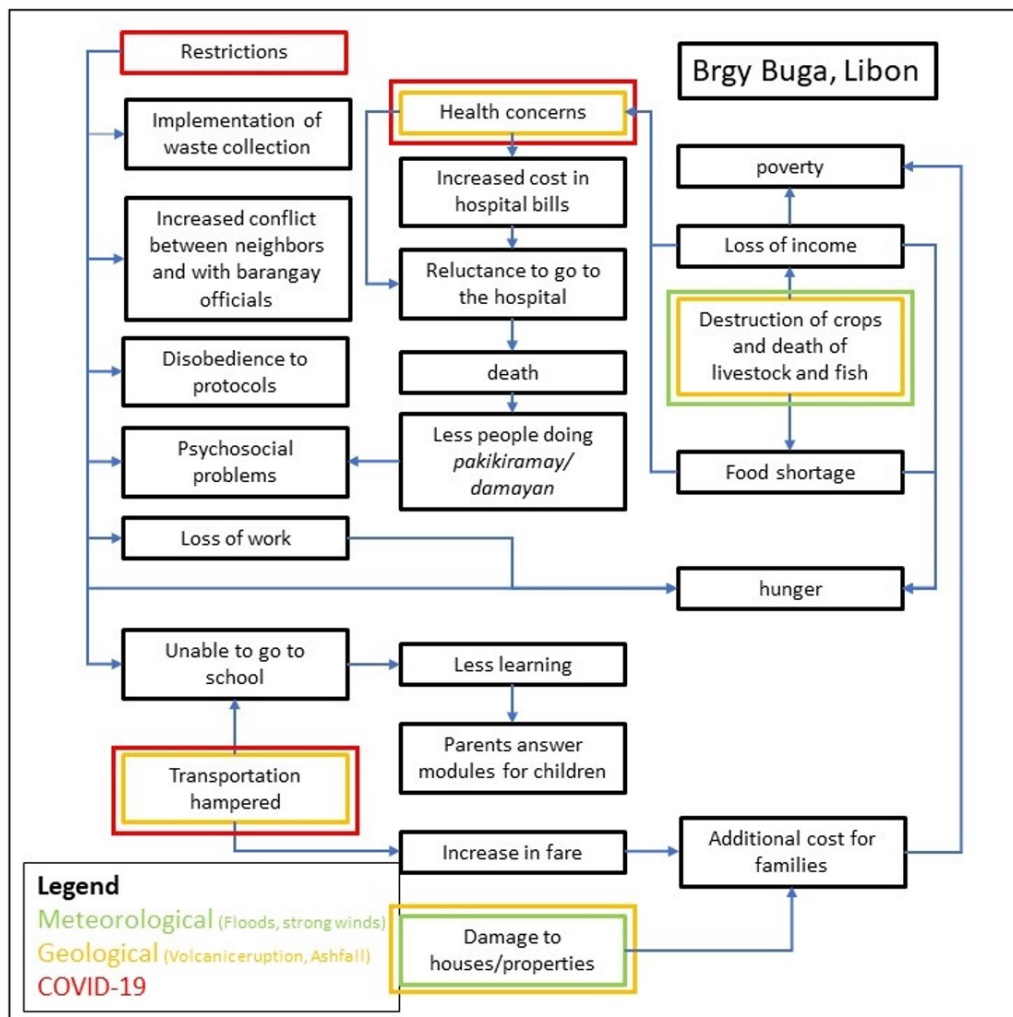 Restrictions
Brgy Buga, Libon
Implementation of
waste collection
Increased conflict
between neighbors
and with barangay
officials
Disobedience to
protocols
Psychosocial
problems
Loss of work
Unable to go to
school
Transportation
hampered
Health concerns
Increased cost in
hospital bills
Reluctance to go to
the hospital
death
Less people doing
pakikiramay/
damayan
Less learning
Parents answer
modules for children
Increase in fare
Damage to
houses/properties
poverty
Loss of income
Destruction of crops
and death of
livestock and fish
Food shortage
hunger
Additional cost for
families
Legend
Meteorological (Floods, strong winds)
Geological (Volcaniceruption, Ashfall)
COVID-19